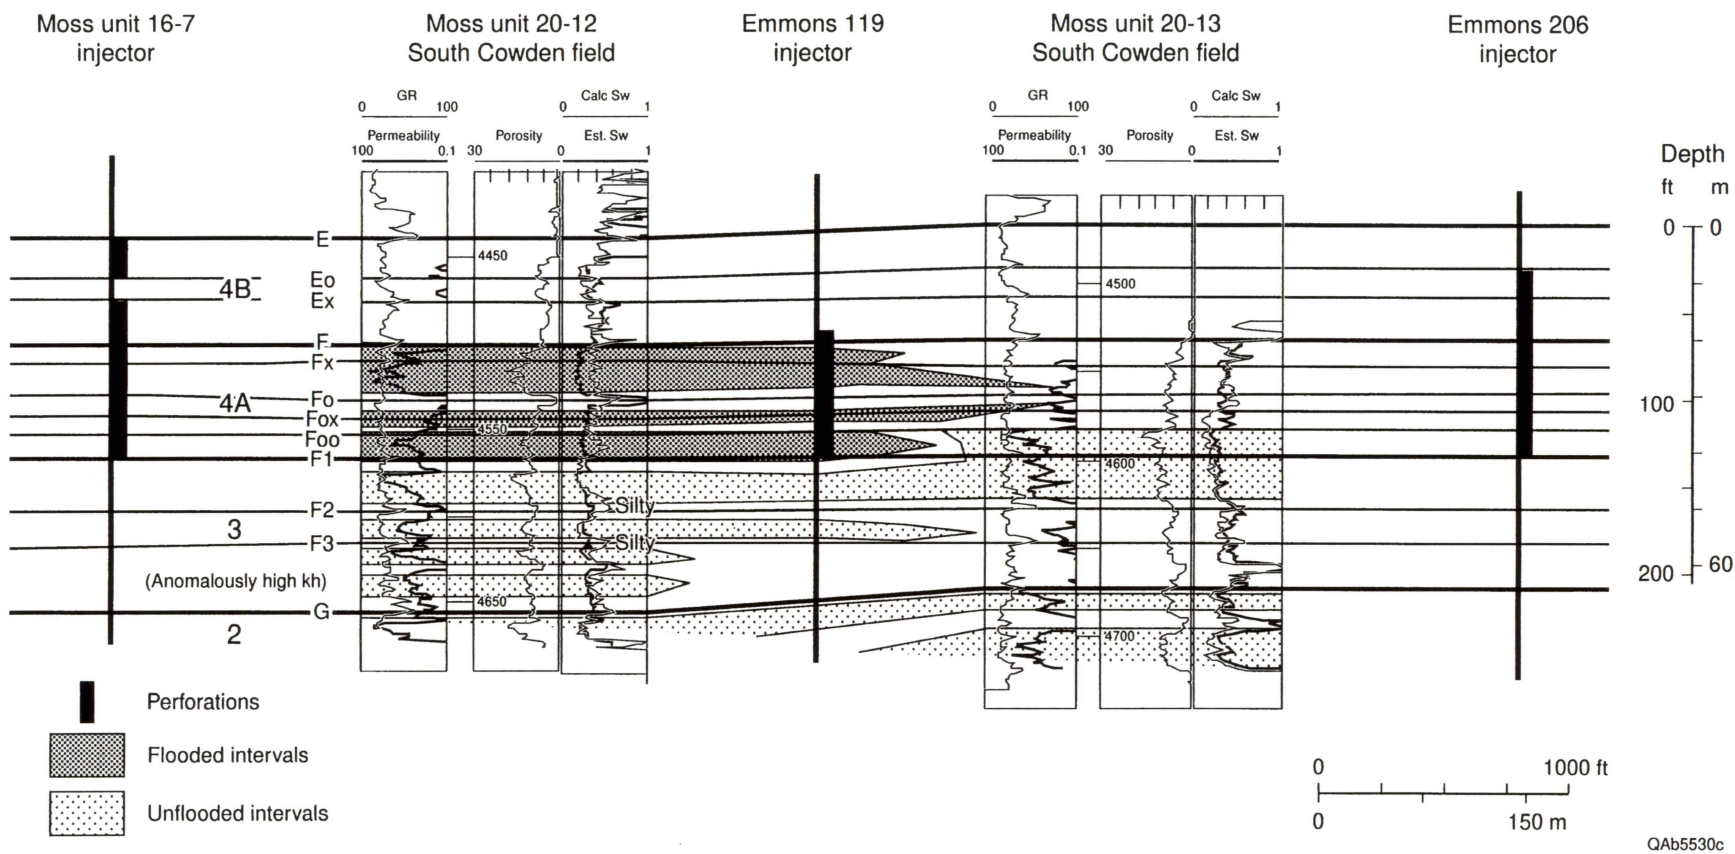 Moss unit 16-7
injector
Moss unit 20-12
South Cowden field
Emmons 119
injector
Moss unit 20-13
South Cowden field
Emmons 206
injector
GR
0 100
Permeability
100 0.1
Porosity
30
Calc Sw
0 1
Est. Sw
0 1
GR
0 100
Permeability
100 0.1
Porosity
30 0
Calc Sw
0 1
Est. Sw
1
Depth
ft m
0 0
100
200 60
E
Eo
4B
Ex
F
Fx
Fo
4A
Fox
Foo
F1
F2
3
F3
(Anomalously high kh)
G
2
4450
4550
4650
Silty
Silty
4500
4600
4700
Perforations
Flooded intervals
Unflooded intervals
0 1000 ft
0 150 m
QAb5530c